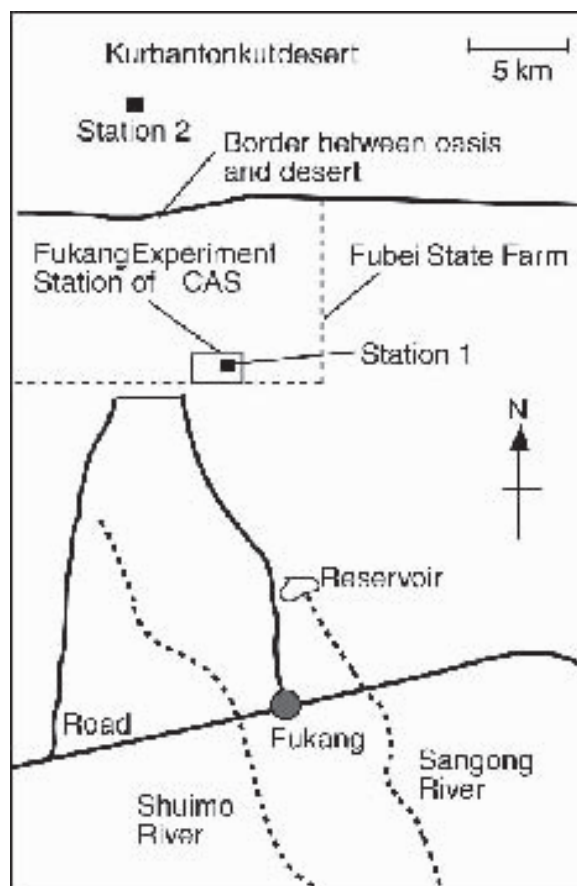 Kurbantonkutdesert
5 km
Station 2
Border between oasis
and desert
Fukang Experiment
Station of CAS
Fubei State Farm
Station 1
N
Reservoir
Road
Fukang
Sangong
River
Shuimo
River